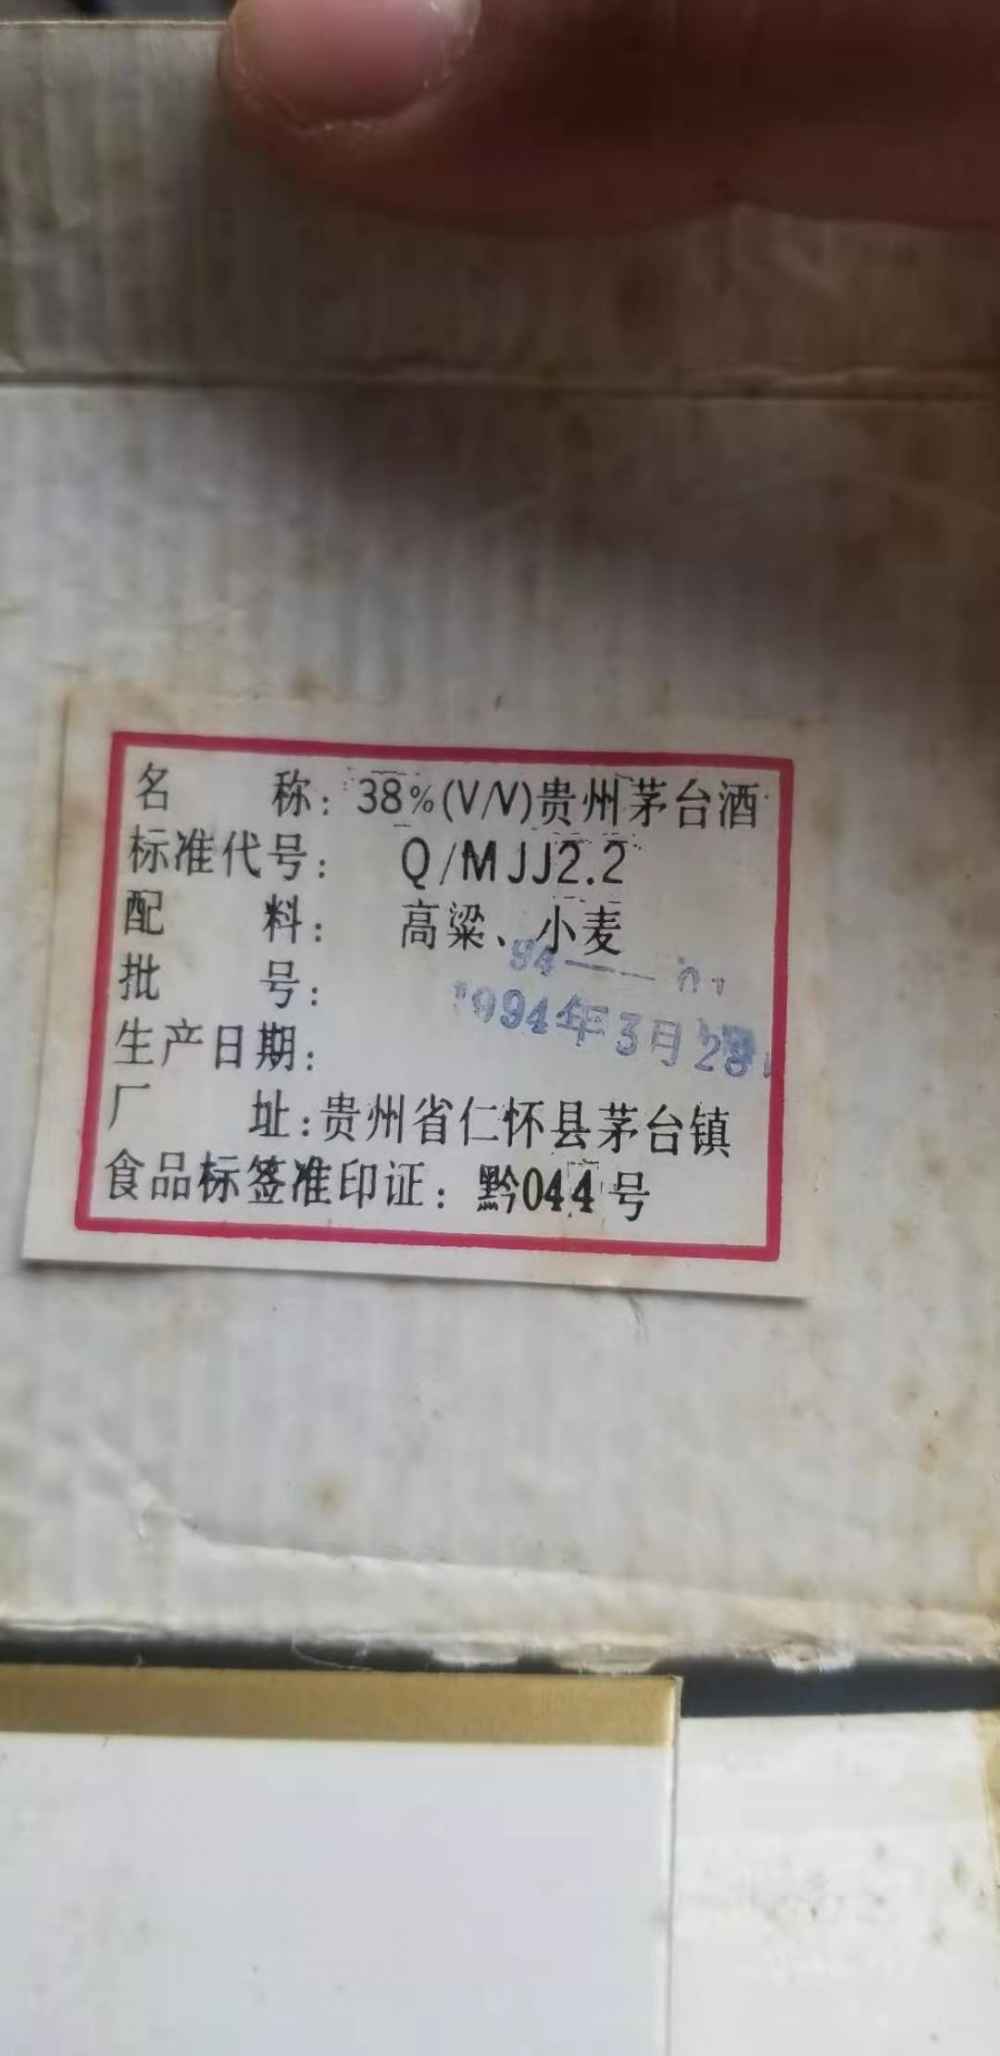 名　　称：38%(V/V)贵州茅台酒
标准代号：　Q/MJJ2.2
配　　料：　高粱、小麦
批　　号：　94——01
生产日期：　1994年3月28
厂　　址：贵州省仁怀县茅台镇
食品标签准印证：黔044号